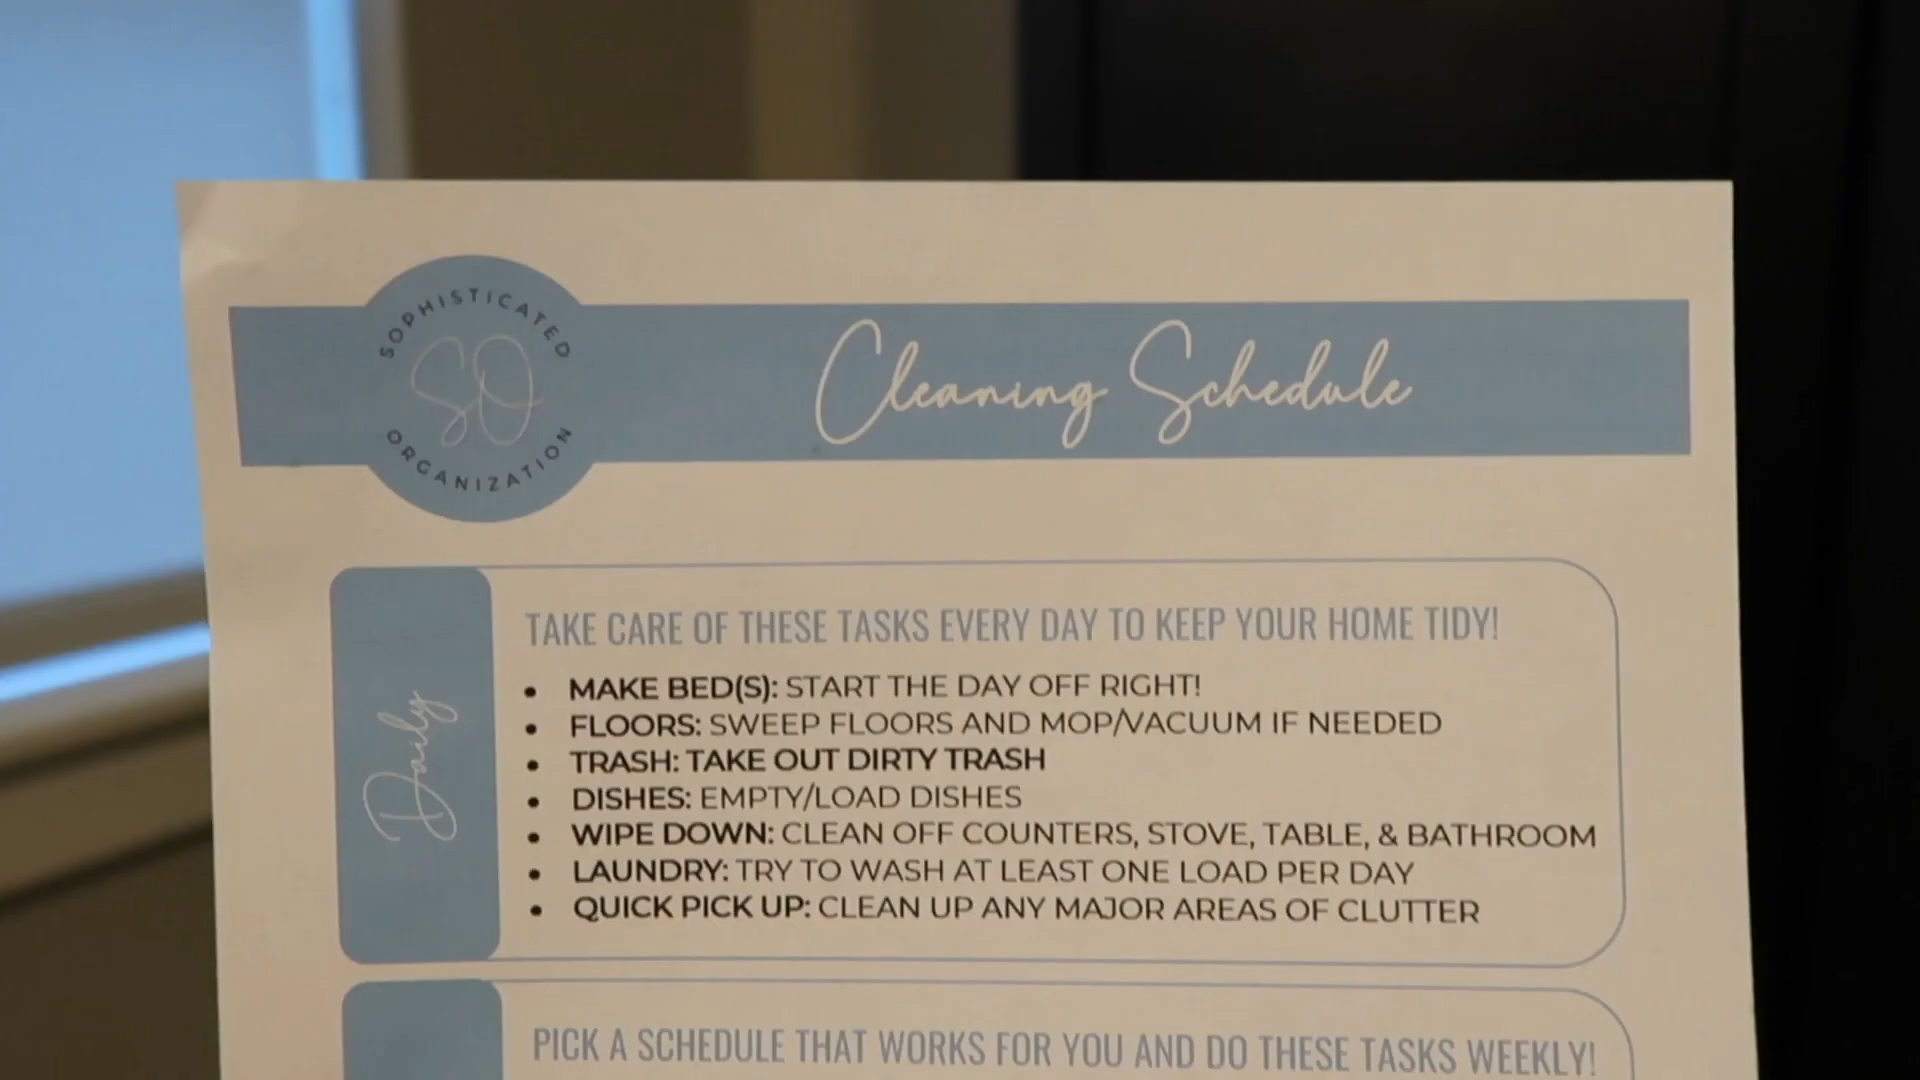 SOPHISTICATED
SO
ORGANIZATION
Cleaning Schedule
Daily
TAKE CARE OF THESE TASKS EVERY DAY TO KEEP YOUR HOME TIDY!
• MAKE BED(S): START THE DAY OFF RIGHT!
• FLOORS: SWEEP FLOORS AND MOP/VACUUM IF NEEDED
• TRASH: TAKE OUT DIRTY TRASH
• DISHES: EMPTY/LOAD DISHES
• WIPE DOWN: CLEAN OFF COUNTERS, STOVE, TABLE, & BATHROOM
• LAUNDRY: TRY TO WASH AT LEAST ONE LOAD PER DAY
• QUICK PICK UP: CLEAN UP ANY MAJOR AREAS OF CLUTTER
PICK A SCHEDULE THAT WORKS FOR YOU AND DO THESE TASKS WEEKLY!